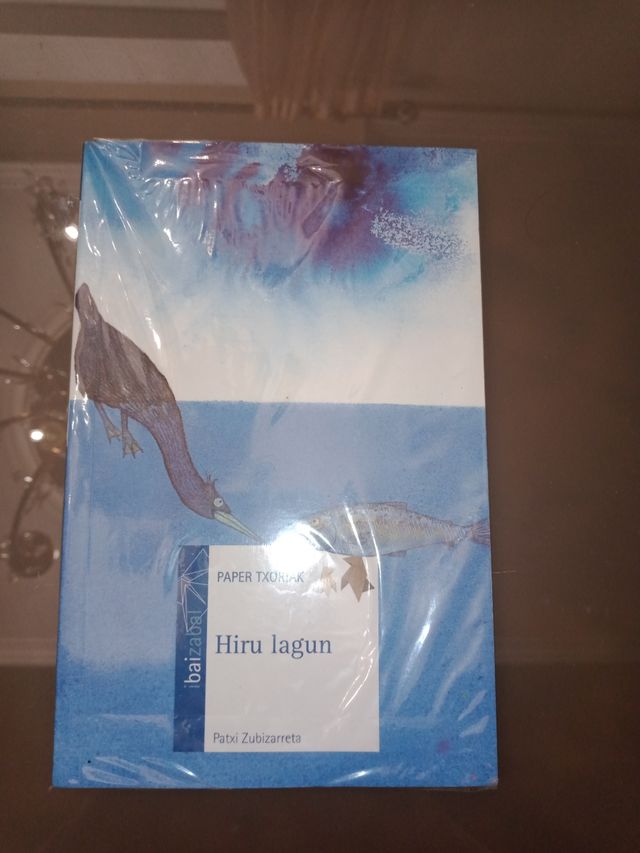 PAPER TXORIAK
ibaizabal
Hiru lagun
Patxi Zubizarreta